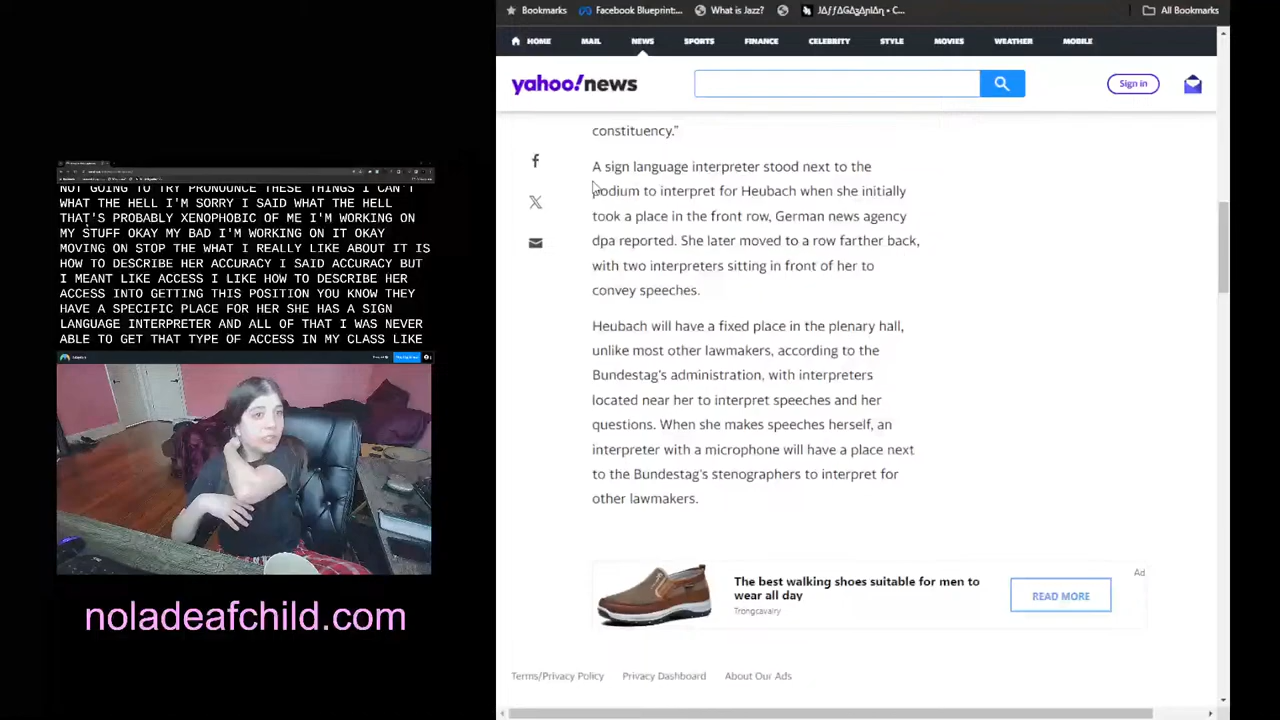 Bookmarks
Facebook Blueprint:...
What is Jazz?
All Bookmarks
HOME MAIL NEWS SPORTS FINANCE CELEBRITY STYLE MOVIES WEATHER MOBILE
yahoo!news
Sign in
constituency.”
A sign language interpreter stood next to the
podium to interpret for Heubach when she initially
took a place in the front row, German news agency
dpa reported. She later moved to a row farther back,
with two interpreters sitting in front of her to
convey speeches.
Heubach will have a fixed place in the plenary hall,
unlike most other lawmakers, according to the
Bundestag’s administration, with interpreters
located near her to interpret speeches and her
questions. When she makes speeches herself, an
interpreter with a microphone will have a place next
to the Bundestag’s stenographers to interpret for
other lawmakers.
Ad
The best walking shoes suitable for men to
wear all day
Trongcavalry
READ MORE
Terms/Privacy Policy Privacy Dashboard About Our Ads
NOT GOING TO TRY PRONOUNCE THESE THINGS I CAN'T
WHAT THE HELL I'M SORRY I SAID WHAT THE HELL
THAT'S PROBABLY XENOPHOBIC OF ME I'M WORKING ON
MY STUFF OKAY MY BAD I'M WORKING ON IT OKAY
MOVING ON STOP THE WHAT I REALLY LIKE ABOUT IT IS
HOW TO DESCRIBE HER ACCURACY I SAID ACCURACY BUT
I MEANT LIKE ACCESS I LIKE HOW TO DESCRIBE HER
ACCESS INTO GETTING THIS POSITION YOU KNOW THEY
HAVE A SPECIFIC PLACE FOR HER SHE HAS A SIGN
LANGUAGE INTERPRETER AND ALL OF THAT I WAS NEVER
ABLE TO GET THAT TYPE OF ACCESS IN MY CLASS LIKE
noladeafchild.com